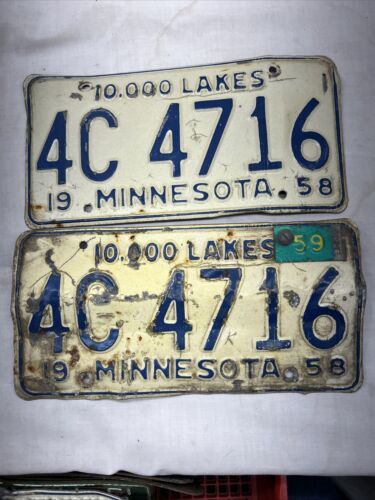 10.000 LAKES
4C 4716
19 MINNESOTA 58
10.000 LAKES 59
4C 4716
19 MINNESOTA 58